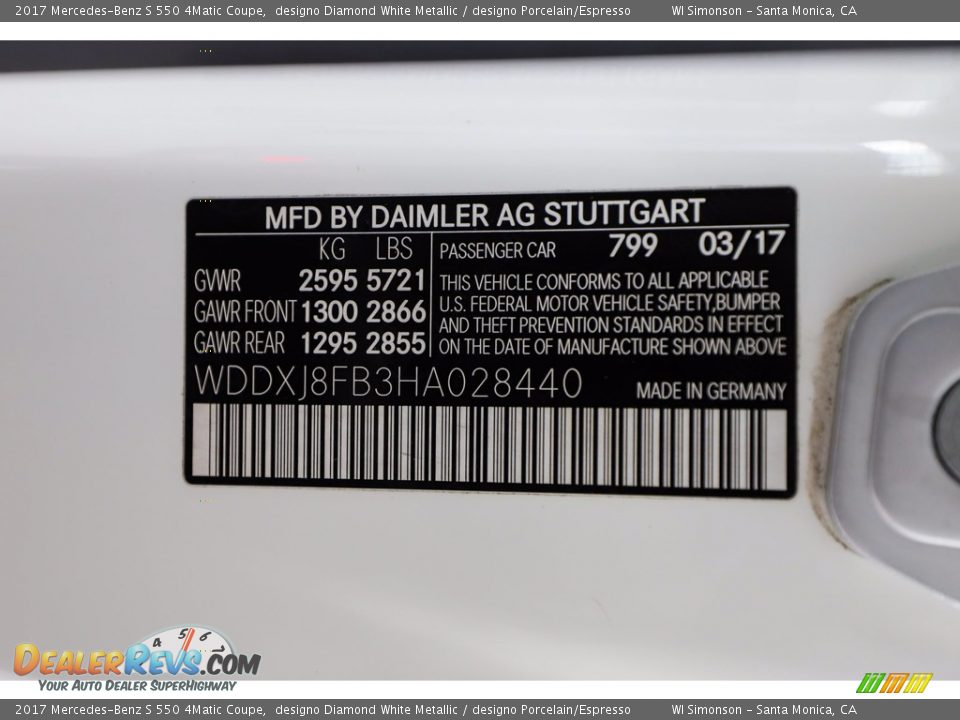 2017 Mercedes-Benz S 550 4Matic Coupe, designo Diamond White Metallic / designo Porcelain/Espresso WI Simonson - Santa Monica, CA
MFD BY DAIMLER AG STUTTGART
KG LBS
GVWR 2595 5721
GAWR FRONT 1300 2866
GAWR REAR 1295 2855
PASSENGER CAR 799 03/17
THIS VEHICLE CONFORMS TO ALL APPLICABLE
U.S. FEDERAL MOTOR VEHICLE SAFETY,BUMPER
AND THEFT PREVENTION STANDARDS IN EFFECT
ON THE DATE OF MANUFACTURE SHOWN ABOVE
WDDXJ8FB3HA028440 MADE IN GERMANY
4 5 6 7
DEALERREVS.COM
YOUR AUTO DEALER SUPERHIGHWAY
2017 Mercedes-Benz S 550 4Matic Coupe, designo Diamond White Metallic / designo Porcelain/Espresso WI Simonson - Santa Monica, CA